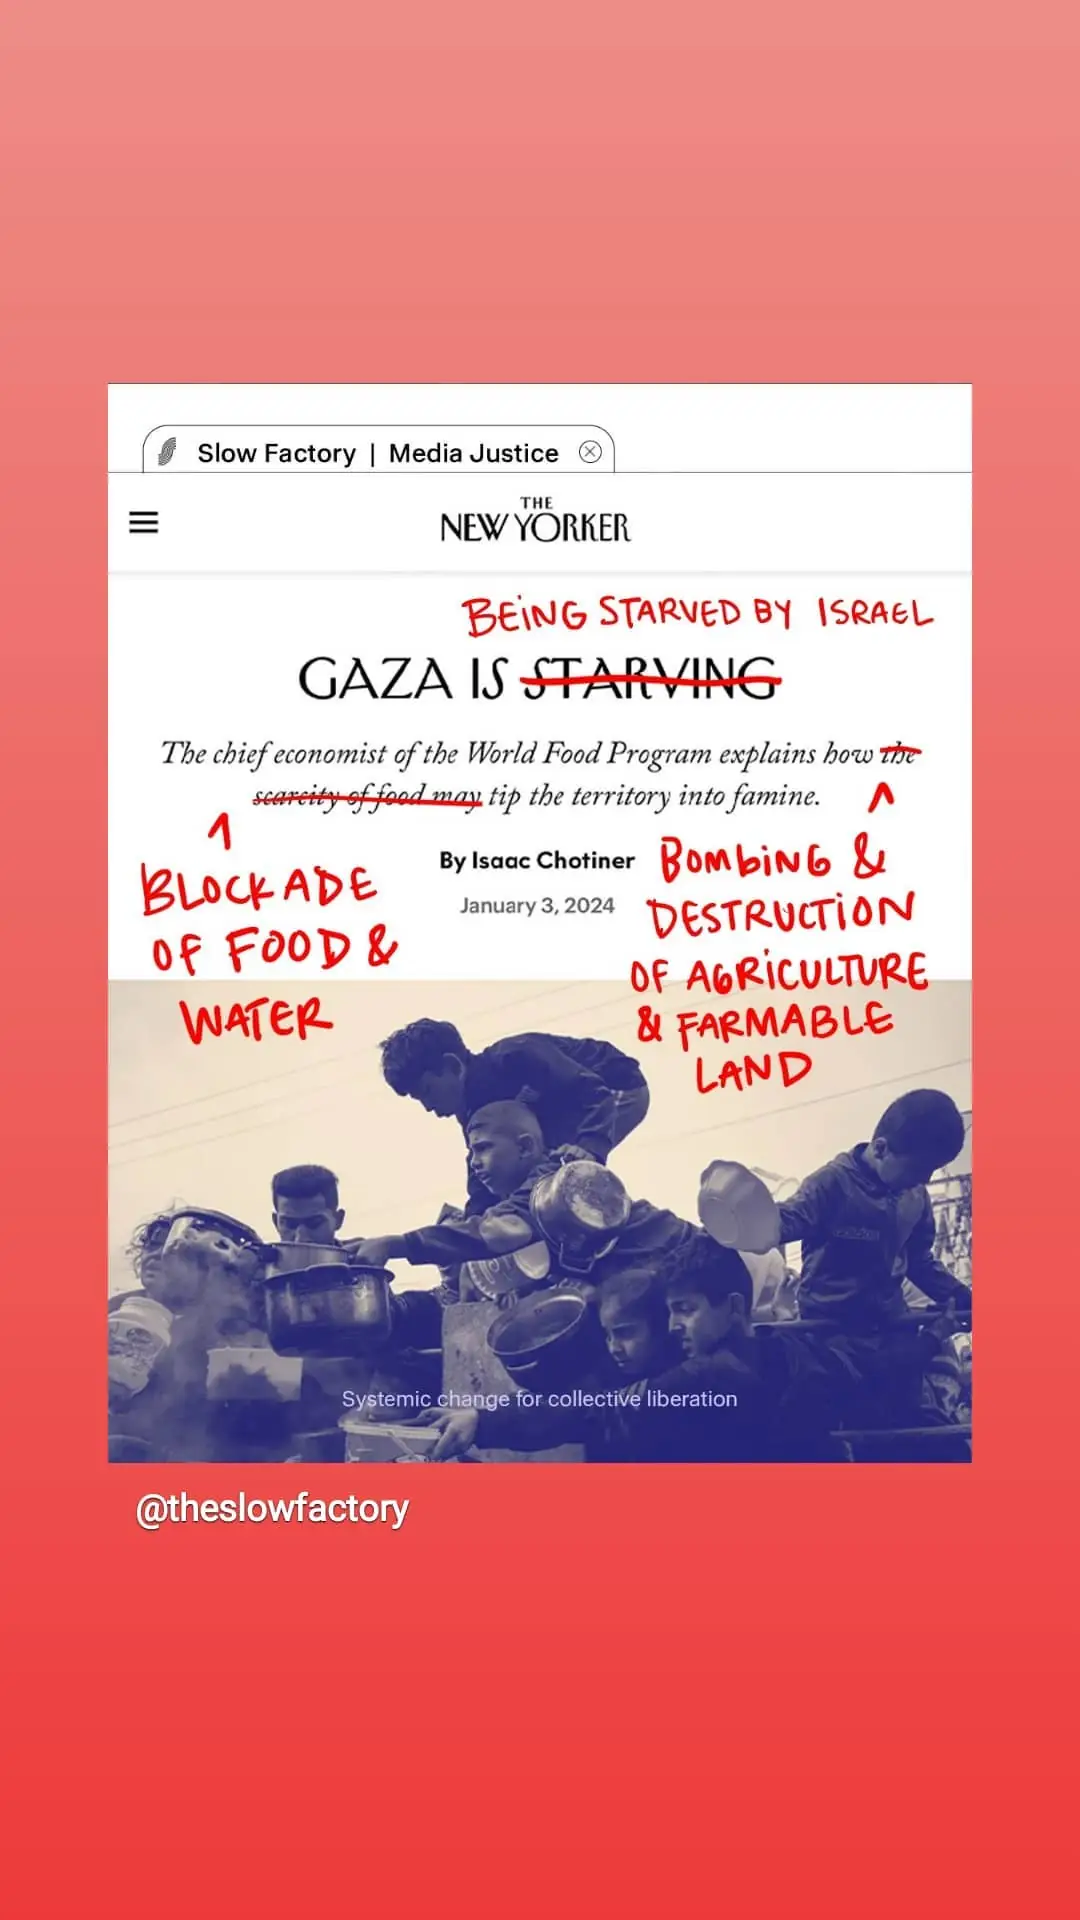 Slow Factory | Media Justice
THE
NEW YORKER
BEING STARVED BY ISRAEL
GAZA IS STARVING
The chief economist of the World Food Program explains how the
scarcity of food may tip the territory into famine.
BLOCKADE
OF FOOD &
WATER
By Isaac Chotiner
January 3, 2024
BOMBING &
DESTRUCTION
OF AGRICULTURE
& FARMABLE
LAND
Systemic change for collective liberation
@theslowfactory